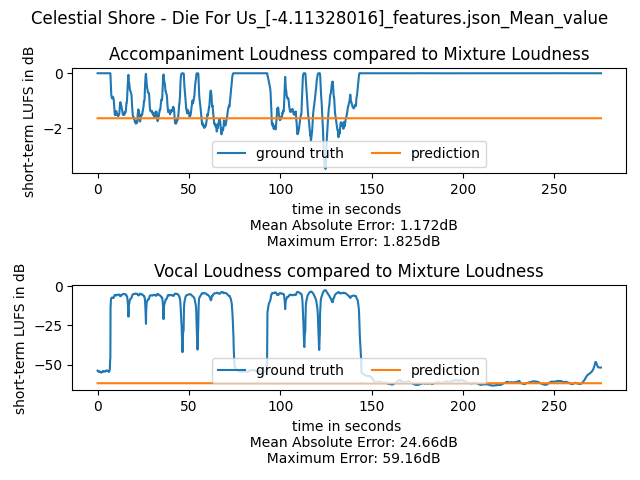 Celestial Shore - Die For Us_[-4.11328016]_features.json_Mean_value
Accompaniment Loudness compared to Mixture Loudness
short-term LUFS in dB
0
−2
ground truth
prediction
0
50
100
150
200
250
time in seconds
Mean Absolute Error: 1.172dB
Maximum Error: 1.825dB
Vocal Loudness compared to Mixture Loudness
short-term LUFS in dB
0
−25
−50
ground truth
prediction
0
50
100
150
200
250
time in seconds
Mean Absolute Error: 24.66dB
Maximum Error: 59.16dB